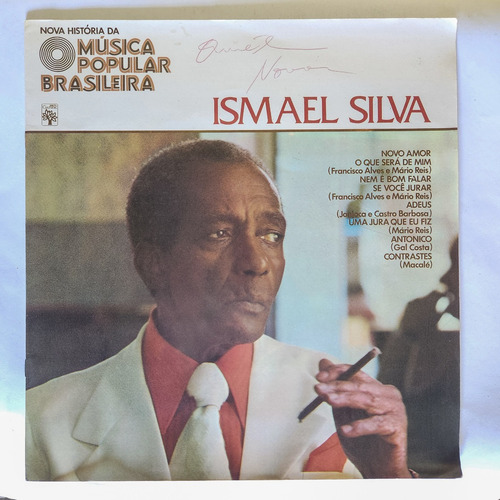 NOVA HISTÓRIA DA
MÚSICA
POPULAR
BRASILEIRA
ISMAEL SILVA
NOVO AMOR
O QUE SERÁ DE MIM
(Francisco Alves e Mário Reis)
NEM É BOM FALAR
SE VOCÊ JURAR
(Francisco Alves e Mário Reis)
ADEUS
(Jonjoca e Castro Barbosa)
UMA JURA QUE EU FIZ
(Mário Reis)
ANTONICO
(Gal Costa)
CONTRASTES
(Macalé)